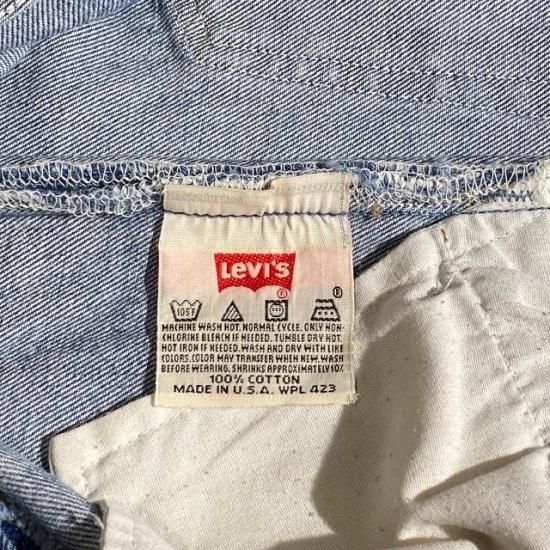 LEVI'S
®
105F
®
MACHINE WASH HOT. NORMAL CYCLE. ONLY NON-
CHLORINE BLEACH IF NEEDED. TUMBLE DRY HOT.
HOT IRON IF NEEDED. WASH AND DRY WITH LIKE
COLORS. COLOR MAY TRANSFER WHEN NEW. WASH
BEFORE WEARING. SHRINKS APPROXIMATELY 10%
100% COTTON
MADE IN U.S.A. WPL 423